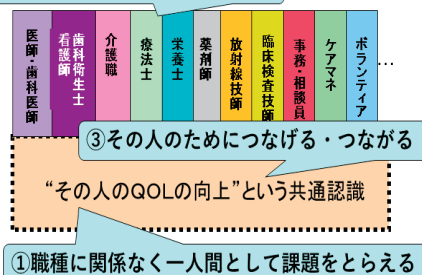 医師・歯科医師
歯科衛生士
看護師
介護職
療法士
栄養士
薬剤師
放射線技師
臨床検査技師
事務・相談員
ケアマネ
ボランティア
…
③その人のためにつなげる・つながる
“その人のQOLの向上”という共通認識
①職種に関係なく一人間として課題をとらえる